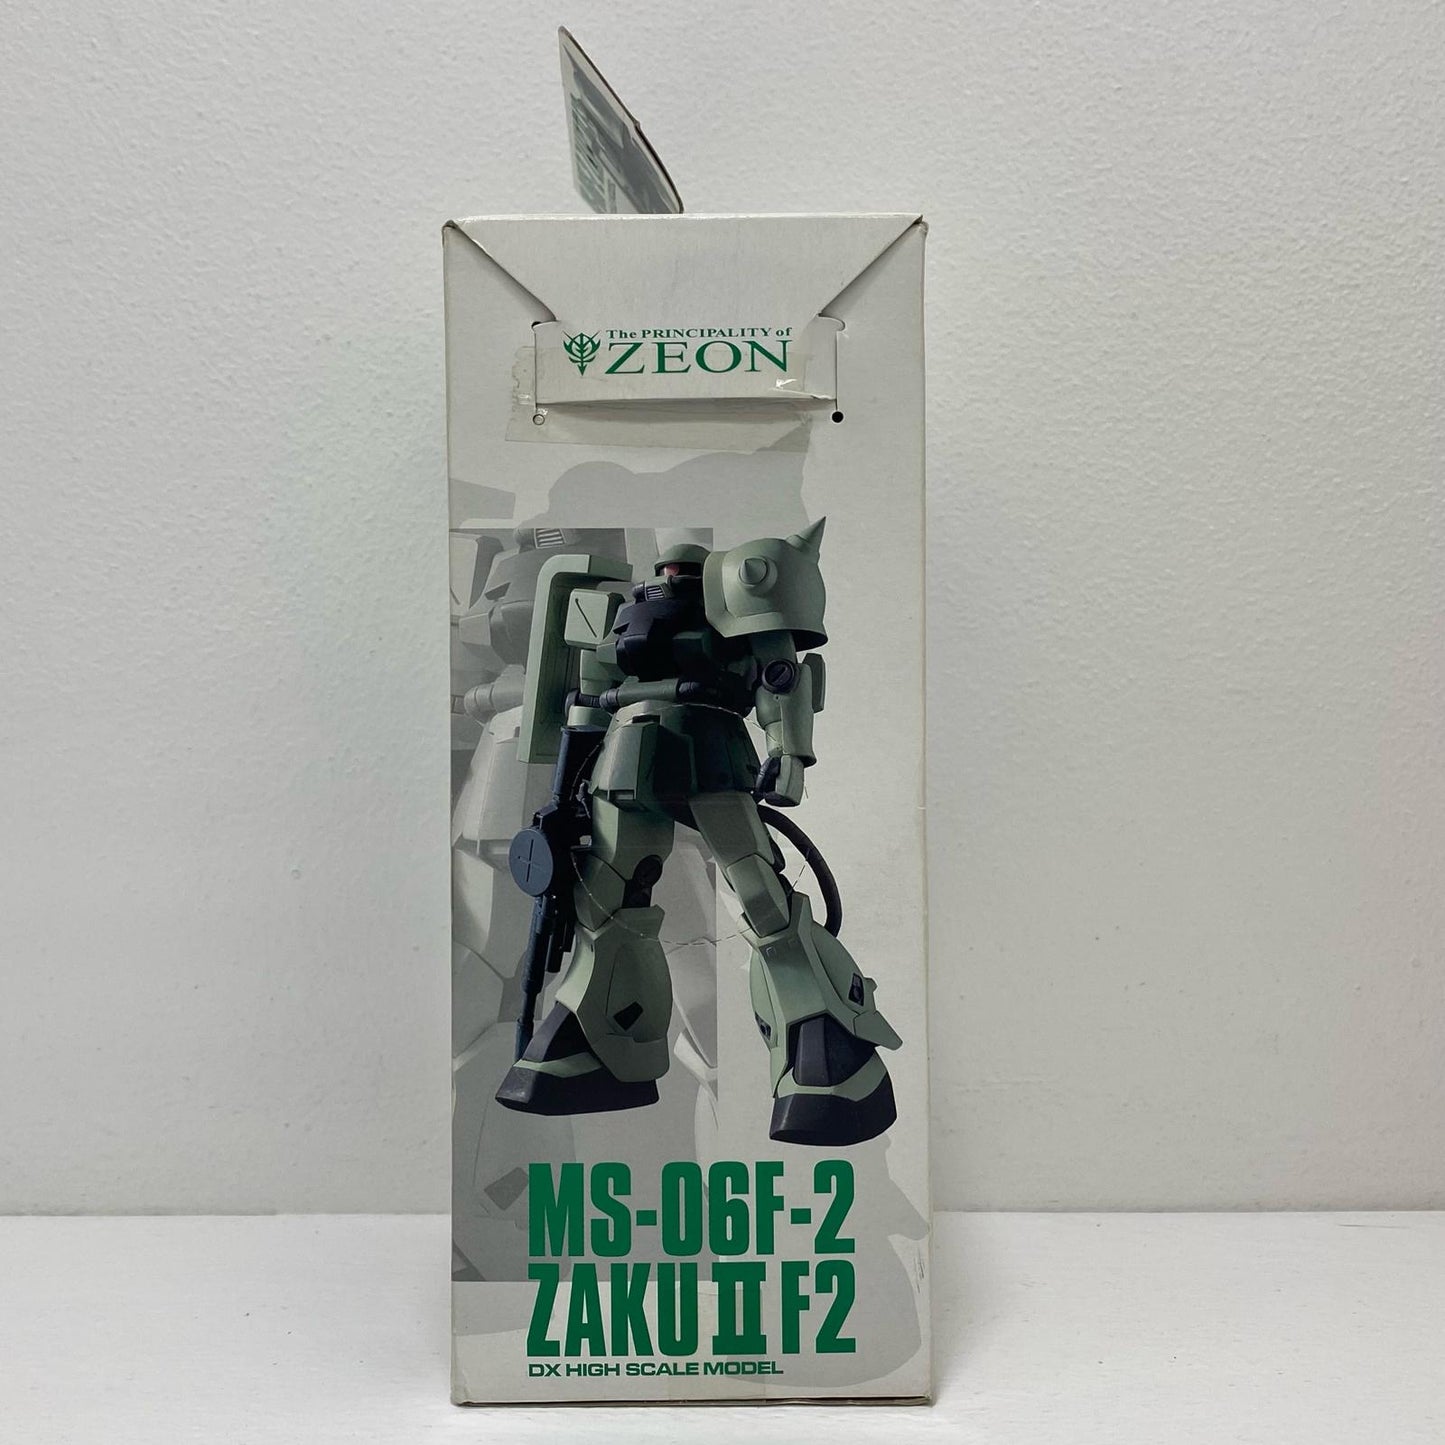 The PRINCIPALITY of
ZEON
MS-06F-2
ZAKU II F2
DX HIGH SCALE MODEL